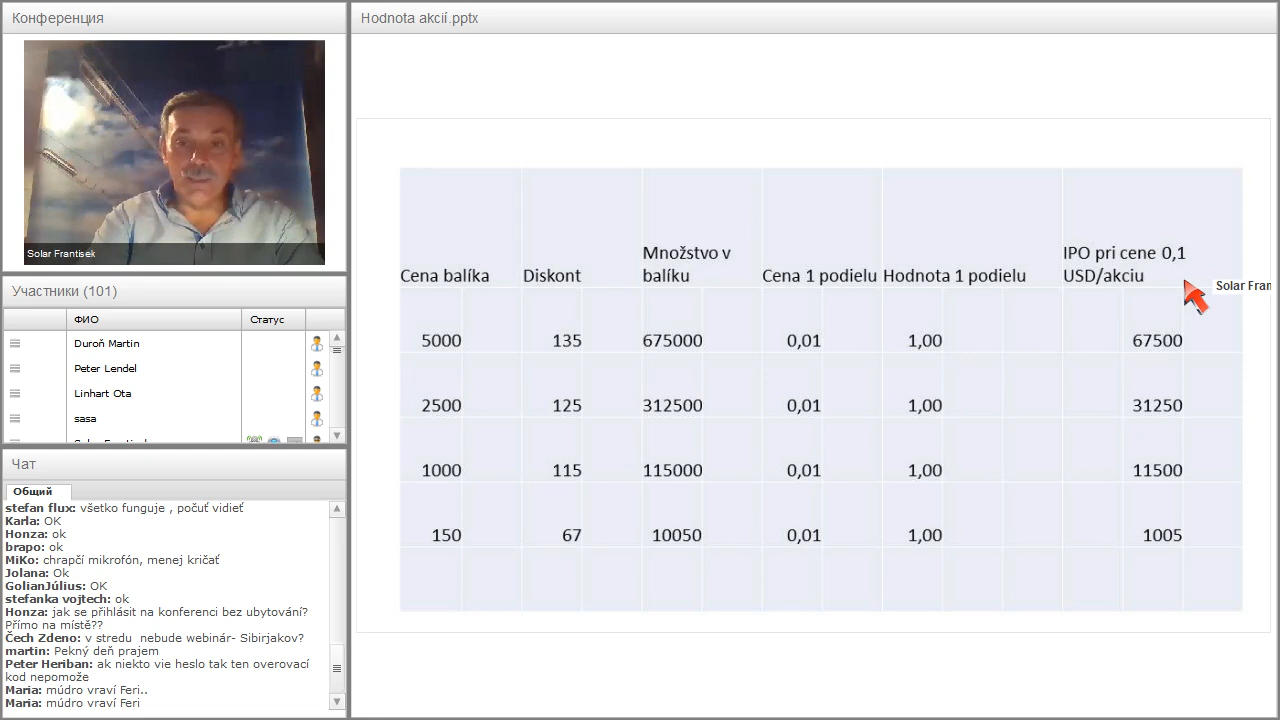 Конференция
Solar Frantisek
Участники (101)
ФИО Статус
Duroň Martin
Peter Lendel
Linhart Ota
sasa
Чат
Общий
stefan flux: všetko funguje , počuť vidieť
Karla: OK
Honza: ok
brapo: ok
MiKo: chrapčí mikrofón, menej kričať
Jolana: Ok
GolianJúlius: OK
stefanka vojtech: ok
Honza: jak se přihlásit na konferenci bez ubytování?
Přímo na místě??
Čech Zdeno: v stredu nebude webinár- Sibirjakov?
martin: Pekný deń prajem
Peter Heriban: ak niekto vie heslo tak ten overovací
kod nepomože
Maria: múdro vraví Feri..
Maria: múdro vraví Feri
Hodnota akcií.pptx
Cena balíka Diskont Množstvo v balíku Cena 1 podielu Hodnota 1 podielu IPO pri cene 0,1 USD/akciu
Solar Fran
5000 135 675000 0,01 1,00 67500
2500 125 312500 0,01 1,00 31250
1000 115 115000 0,01 1,00 11500
150 67 10050 0,01 1,00 1005